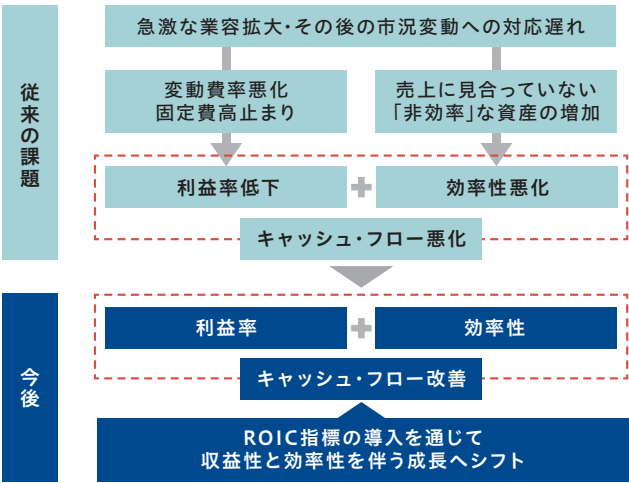 従来の課題
急激な業容拡大・その後の市況変動への対応遅れ
変動費率悪化
固定費高止まり
売上に見合っていない
「非効率」な資産の増加
利益率低下
効率性悪化
キャッシュ・フロー悪化
今後
利益率
効率性
キャッシュ・フロー改善
ROIC指標の導入を通じて
収益性と効率性を伴う成長へシフト